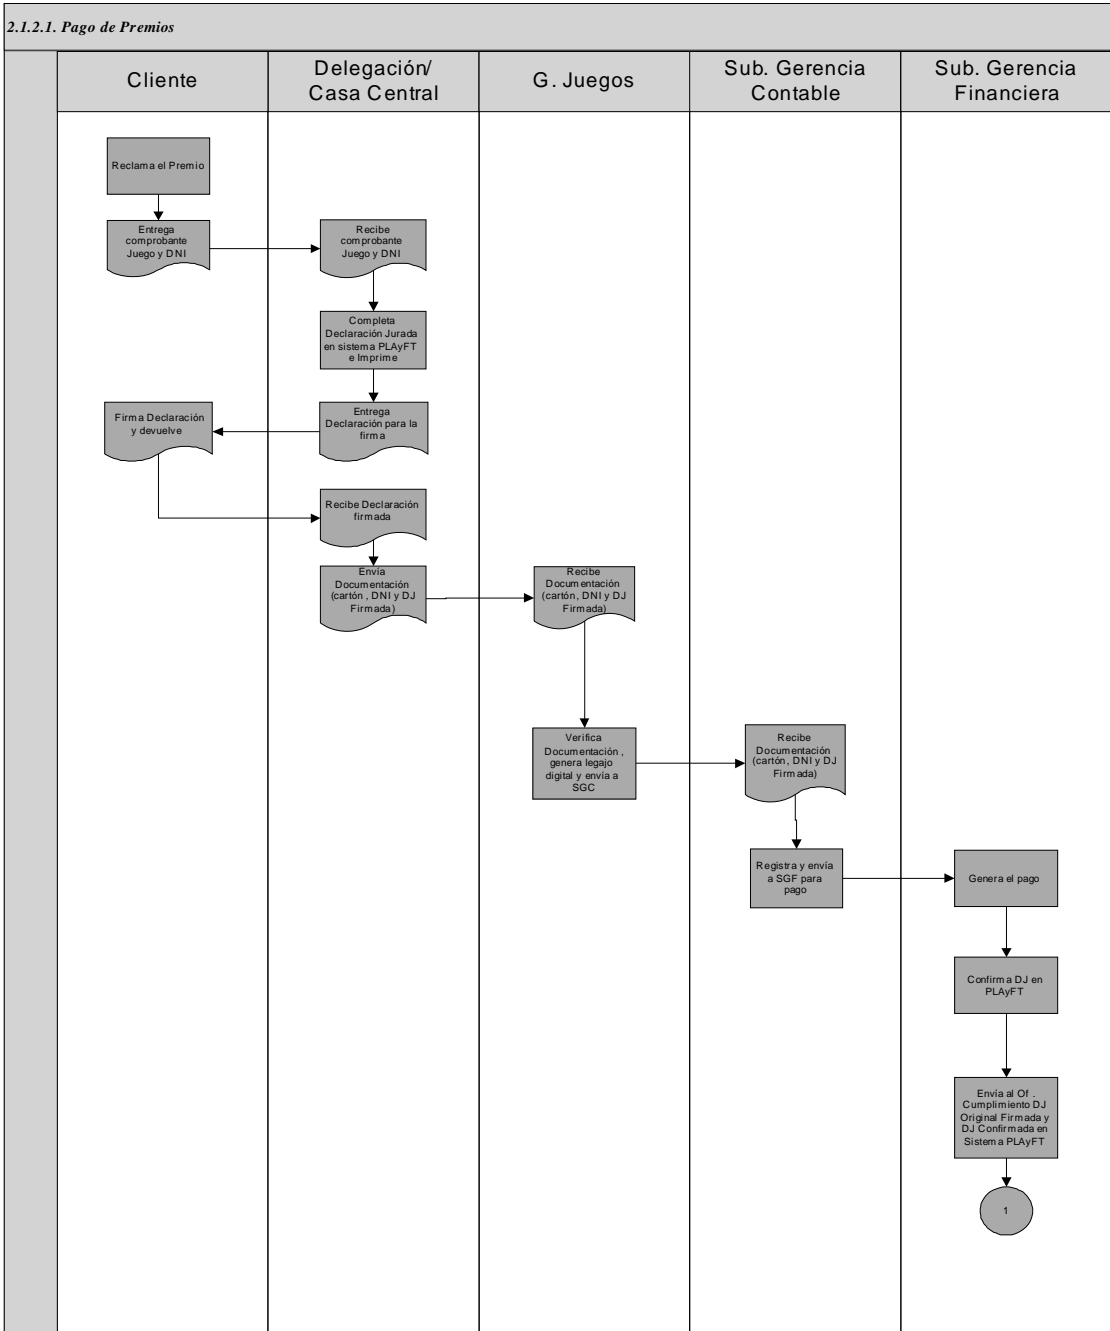 2.1.2.1. Pago de Premios
Cliente
Delegación/
Casa Central
G. Juegos
Sub. Gerencia
Contable
Sub. Gerencia
Financiera
Reclama el Premio
Entrega
comprobante
Juego y DNI
Recibe
comprobante
Juego y DNI
Completa
Declaración Jurada
en sistema PLAyFT
e Imprime
Entrega
Declaración para la
firma
Firma Declaración
y devuelve
Recibe Declaración
firmada
Envía
Documentación
(cartón , DNI y DJ
Firmada)
Recibe
Documentación
(cartón, DNI y DJ
Firmada)
Verifica
Documentación ,
genera legajo
digital y envía a
SGC
Recibe
Documentación
(cartón, DNI y DJ
Firmada)
Registra y envía
a SGF para
pago
Genera el pago
Confirma DJ en
PLAyFT
Envía al Of .
Cumplimiento DJ
Original Firmada y
DJ Confirmada en
Sistema PLAyFT
1